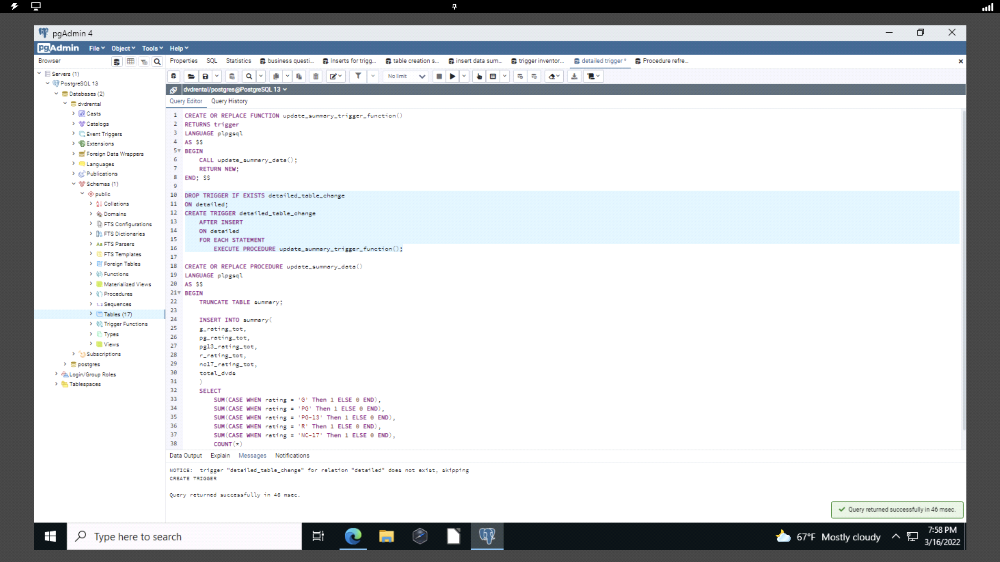 pgAdmin 4
pgAdmin File Object Tools Help
Browser
Properties SQL Statistics business questi... Inserts for trigg... table creation s... insert data sum... trigger inventor... detailed trigger * Procedure refre...
No limit
dvdrental/postgres@PostgreSQL 13
Query Editor Query History
Servers (1)
PostgreSQL 13
Databases (2)
dvdrental
Casts
Catalogs
Event Triggers
Extensions
Foreign Data Wrappers
Languages
Publications
Schemas (1)
public
Collations
Domains
FTS Configurations
FTS Dictionaries
FTS Parsers
FTS Templates
Foreign Tables
Functions
Materialized Views
Procedures
Sequences
Tables (17)
Trigger Functions
Types
Views
Subscriptions
postgres
Login/Group Roles
Tablespaces
1 CREATE OR REPLACE FUNCTION update_summary_trigger_function()
2 RETURNS trigger
3 LANGUAGE plpgsql
4 AS $$
5 BEGIN
6 CALL update_summary_data();
7 RETURN NEW;
8 END; $$
9
10 DROP TRIGGER IF EXISTS detailed_table_change
11 ON detailed;
12 CREATE TRIGGER detailed_table_change
13 AFTER INSERT
14 ON detailed
15 FOR EACH STATEMENT
16 EXECUTE PROCEDURE update_summary_trigger_function();
17
18 CREATE OR REPLACE PROCEDURE update_summary_data()
19 LANGUAGE plpgsql
20 AS $$
21 BEGIN
22 TRUNCATE TABLE summary;
23
24 INSERT INTO summary(
25 g_rating_tot,
26 pg_rating_tot,
27 pg13_rating_tot,
28 r_rating_tot,
29 nc17_rating_tot,
30 total_dvds
31 )
32 SELECT
33 SUM(CASE WHEN rating = 'G' Then 1 ELSE 0 END),
34 SUM(CASE WHEN rating = 'PG' Then 1 ELSE 0 END),
35 SUM(CASE WHEN rating = 'PG-13' Then 1 ELSE 0 END),
36 SUM(CASE WHEN rating = 'R' Then 1 ELSE 0 END),
37 SUM(CASE WHEN rating = 'NC-17' Then 1 ELSE 0 END),
38 COUNT(*)
Data Output Explain Messages Notifications
NOTICE: trigger "detailed_table_change" for relation "detailed" does not exist, skipping
CREATE TRIGGER
Query returned successfully in 46 msec.
Query returned successfully in 46 msec.
Type here to search
67°F Mostly cloudy
7:58 PM
3/16/2022